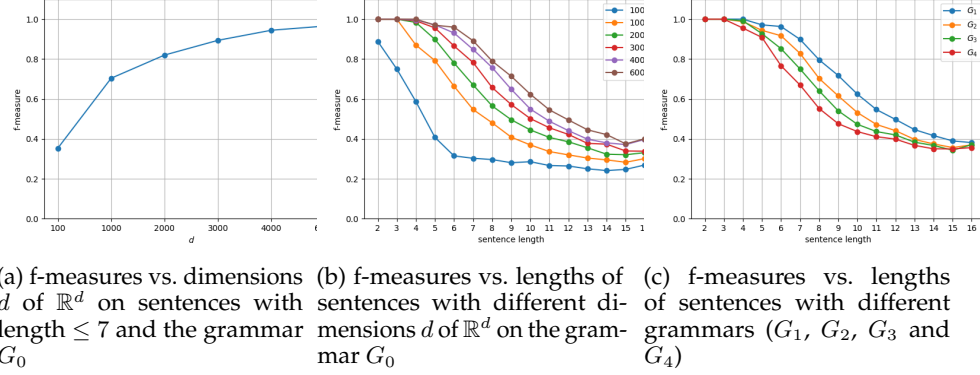 1.0
0.8
0.6
0.4
0.2
0.0
f-measure
100 1000 2000 3000 4000
d
1.0
0.8
0.6
0.4
0.2
0.0
f-measure
2 3 4 5 6 7 8 9 10 11 12 13 14 15
sentence length
100
100
200
300
400
600
1.0
0.8
0.6
0.4
0.2
0.0
f-measure
2 3 4 5 6 7 8 9 10 11 12 13 14 15 16
sentence length
G₁
G₂
G₃
G₄
(a) f-measures vs. dimensions
d of ℝᵈ on sentences with
length ≤ 7 and the grammar
G₀
(b) f-measures vs. lengths of
sentences with different di-
mensions d of ℝᵈ on the gram-
mar G₀
(c) f-measures vs. lengths
of sentences with different
grammars (G₁, G₂, G₃ and
G₄)